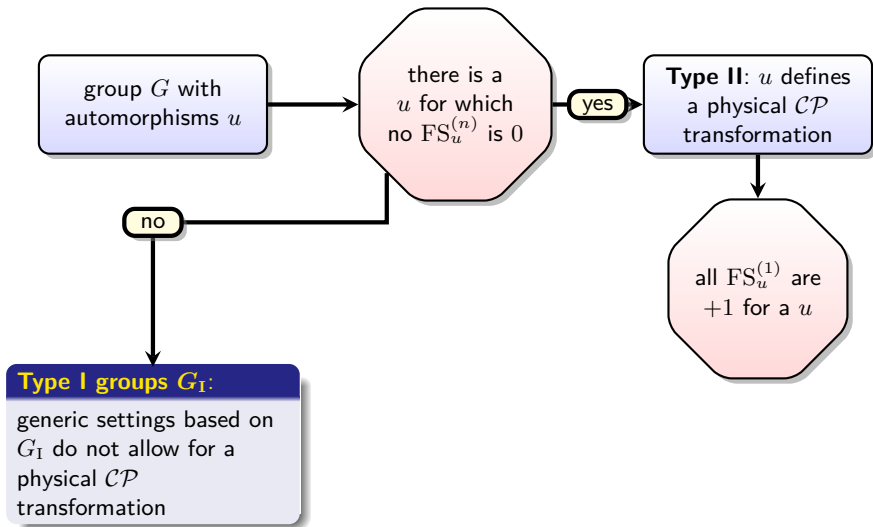 group G with
automorphisms u
there is a
u for which
no FS_u^{(n)} is 0
yes
Type II: u defines
a physical 𝒞𝒫
transformation
no
all FS_u^{(1)} are
+1 for a u
Type I groups G_I:
generic settings based on
G_I do not allow for a
physical 𝒞𝒫
transformation